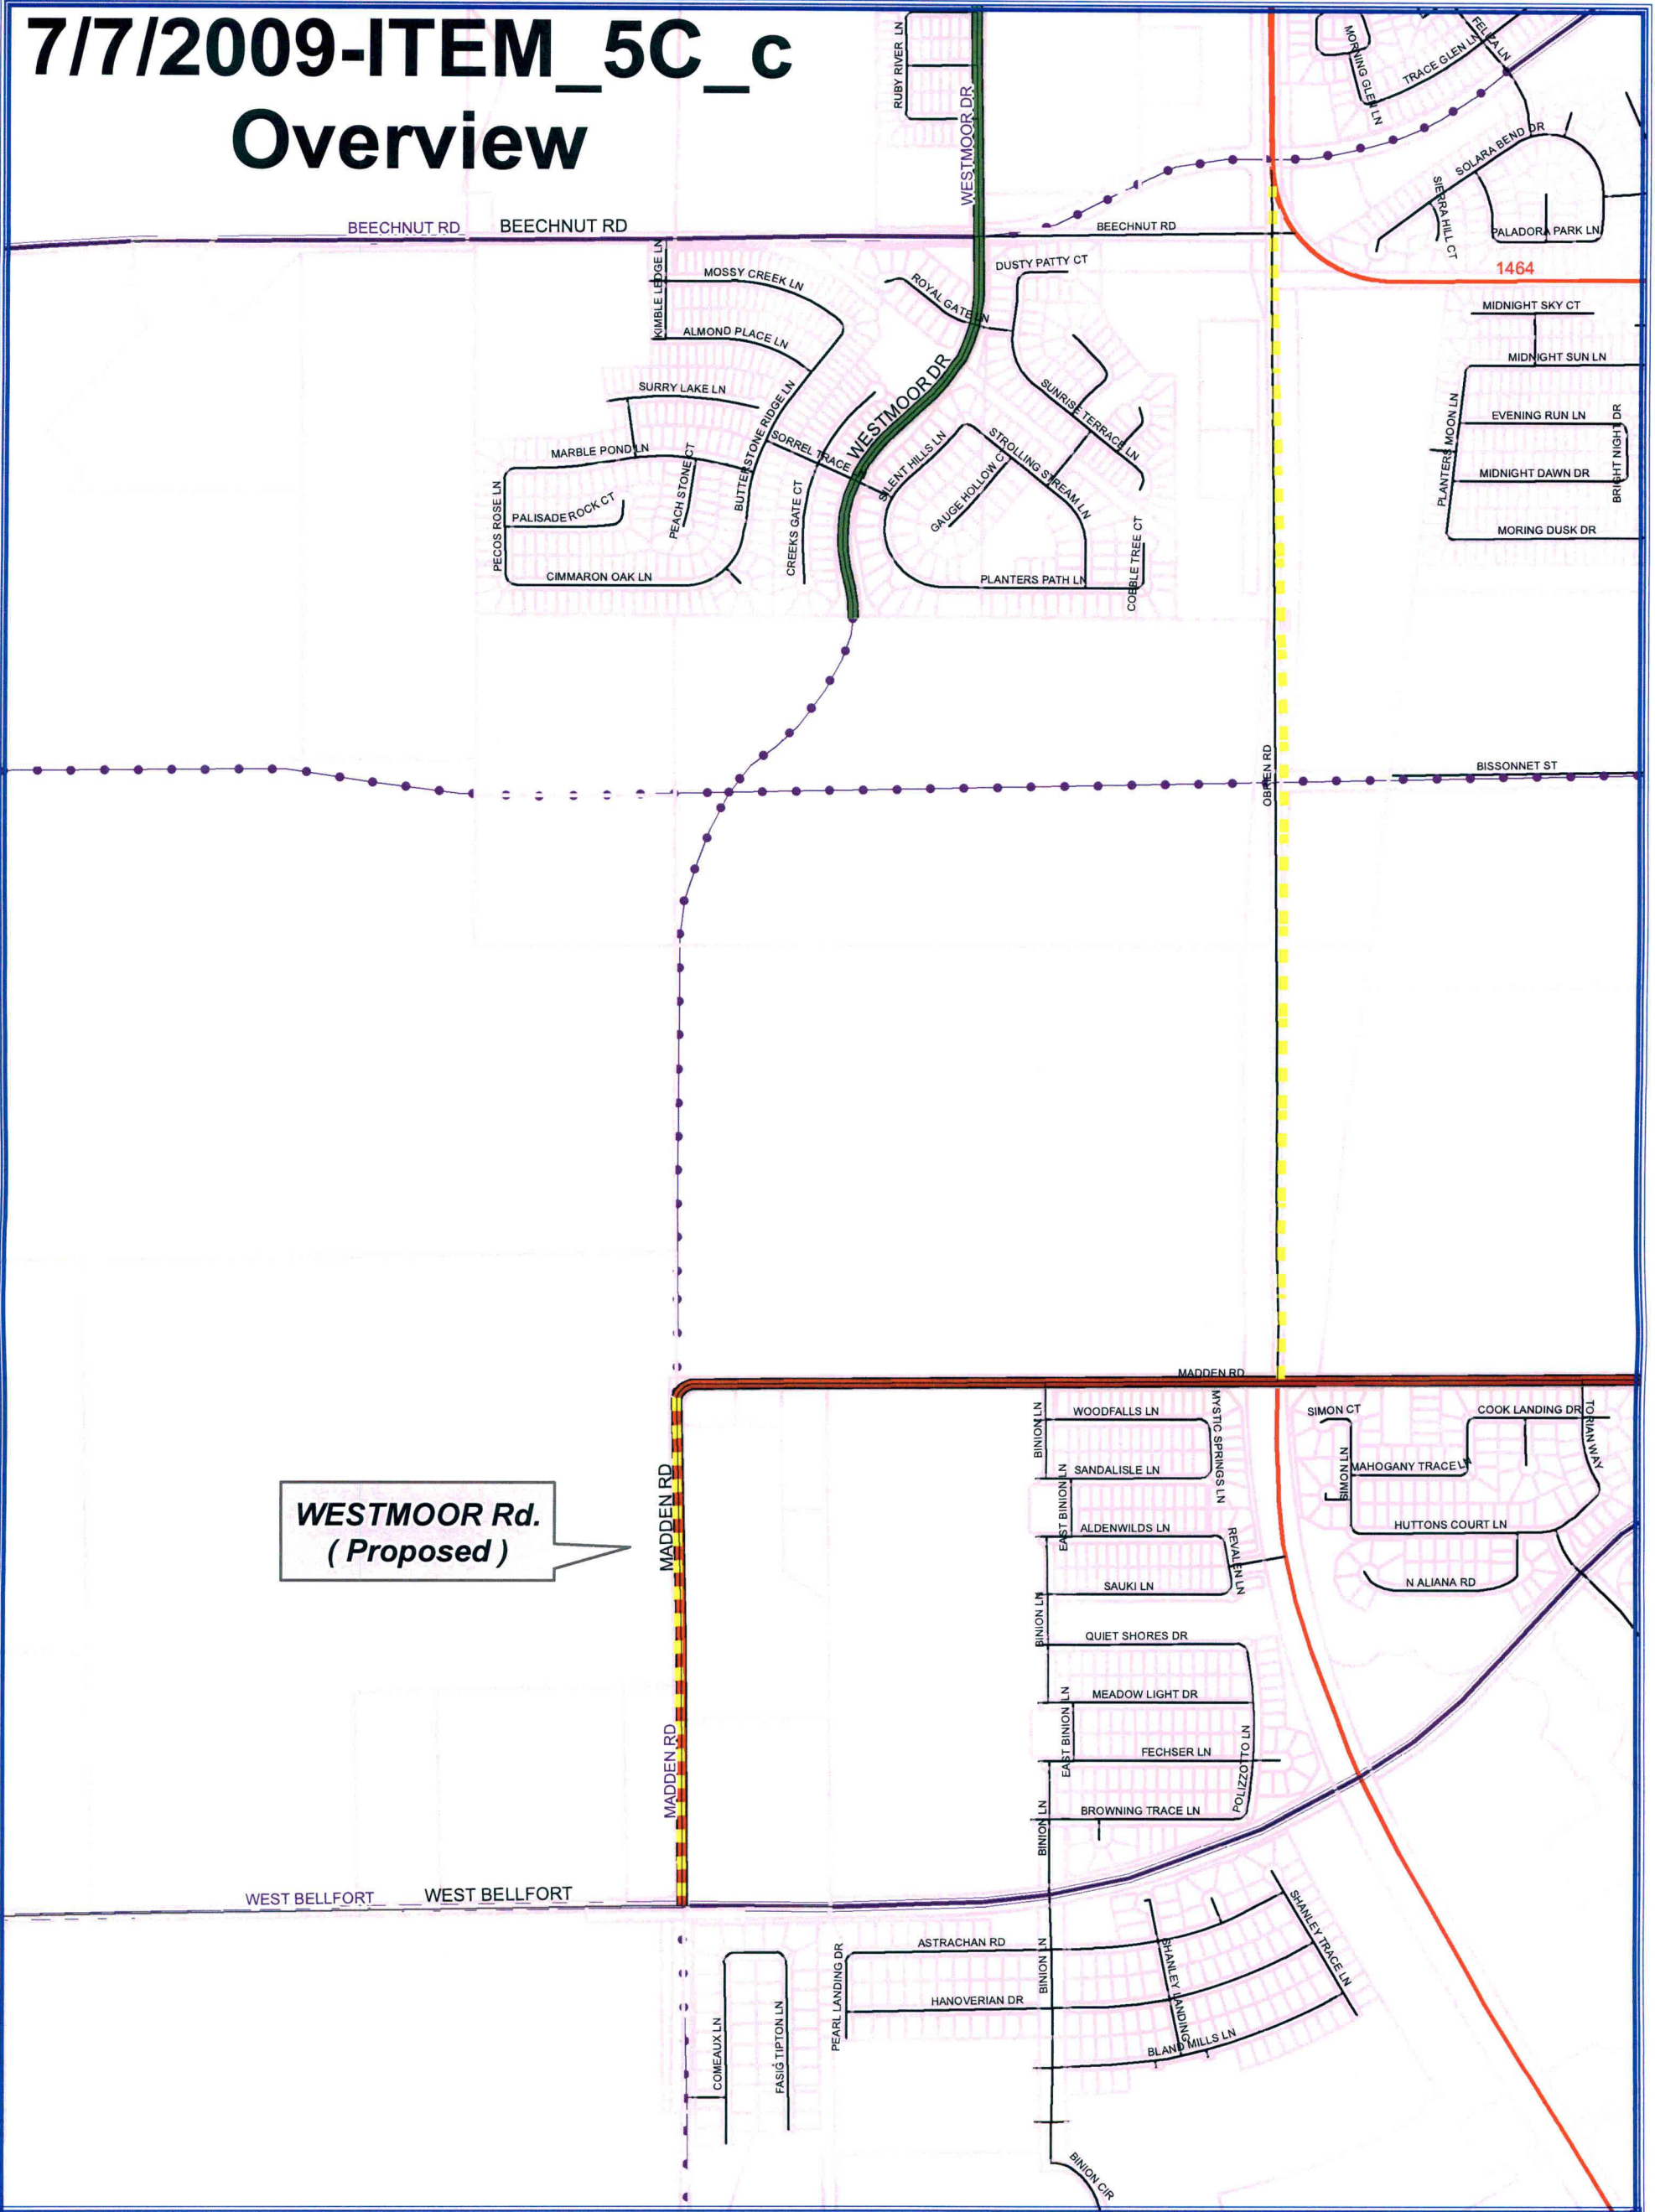 7/7/2009-ITEM_5C_c
Overview
RUBY RIVER LN
WESTMOOR DR
MORNING GLEN LN
TRACE GLEN LN
FELIZA LN
SOLARA BEND DR
SIERRA HILL CT
PALADORA PARK LN
BEECHNUT RD
BEECHNUT RD
BEECHNUT RD
1464
KIMBLE LEDGE LN
MOSSY CREEK LN
ROYAL GATE LN
DUSTY PATTY CT
ALMOND PLACE LN
MIDNIGHT SKY CT
MIDNIGHT SUN LN
SURRY LAKE LN
BUTTERSTONE RIDGE LN
WESTMOOR DR
SUNRISE TERRACE LN
PLANTERS MOON LN
EVENING RUN LN
BRIGHT NIGHT DR
MARBLE POND LN
PEACH STONE CT
SORREL TRACE
SILENT HILLS LN
STROLLING STREAM LN
GAUGE HOLLOW CT
MIDNIGHT DAWN DR
PECOS ROSE LN
PALISADE ROCK CT
CREEKS GATE CT
MORING DUSK DR
CIMMARON OAK LN
PLANTERS PATH LN
COBBLE TREE CT
OBRIEN RD
BISSONNET ST
MADDEN RD
BINION LN
WOODFALLS LN
MYSTIC SPRINGS LN
SIMON CT
COOK LANDING DR
TORIAN WAY
SANDALISLE LN
SIMON LN
MAHOGANY TRACE LN
MADDEN RD
WESTMOOR Rd.
( Proposed )
EAST BINION LN
ALDENWILDS LN
REVALEN LN
HUTTONS COURT LN
SAUKI LN
N ALIANA RD
BINION LN
QUIET SHORES DR
MEADOW LIGHT DR
EAST BINION LN
MADDEN RD
FECHSER LN
POLIZZOTTO LN
BROWNING TRACE LN
BINION LN
WEST BELLFORT
WEST BELLFORT
ASTRACHAN RD
SHANLEY TRACE LN
PEARL LANDING DR
BINION LN
SHANLEY LANDING
HANOVERIAN DR
COMEAUX LN
FASIG TIPTON LN
BLAND MILLS LN
BINION CIR